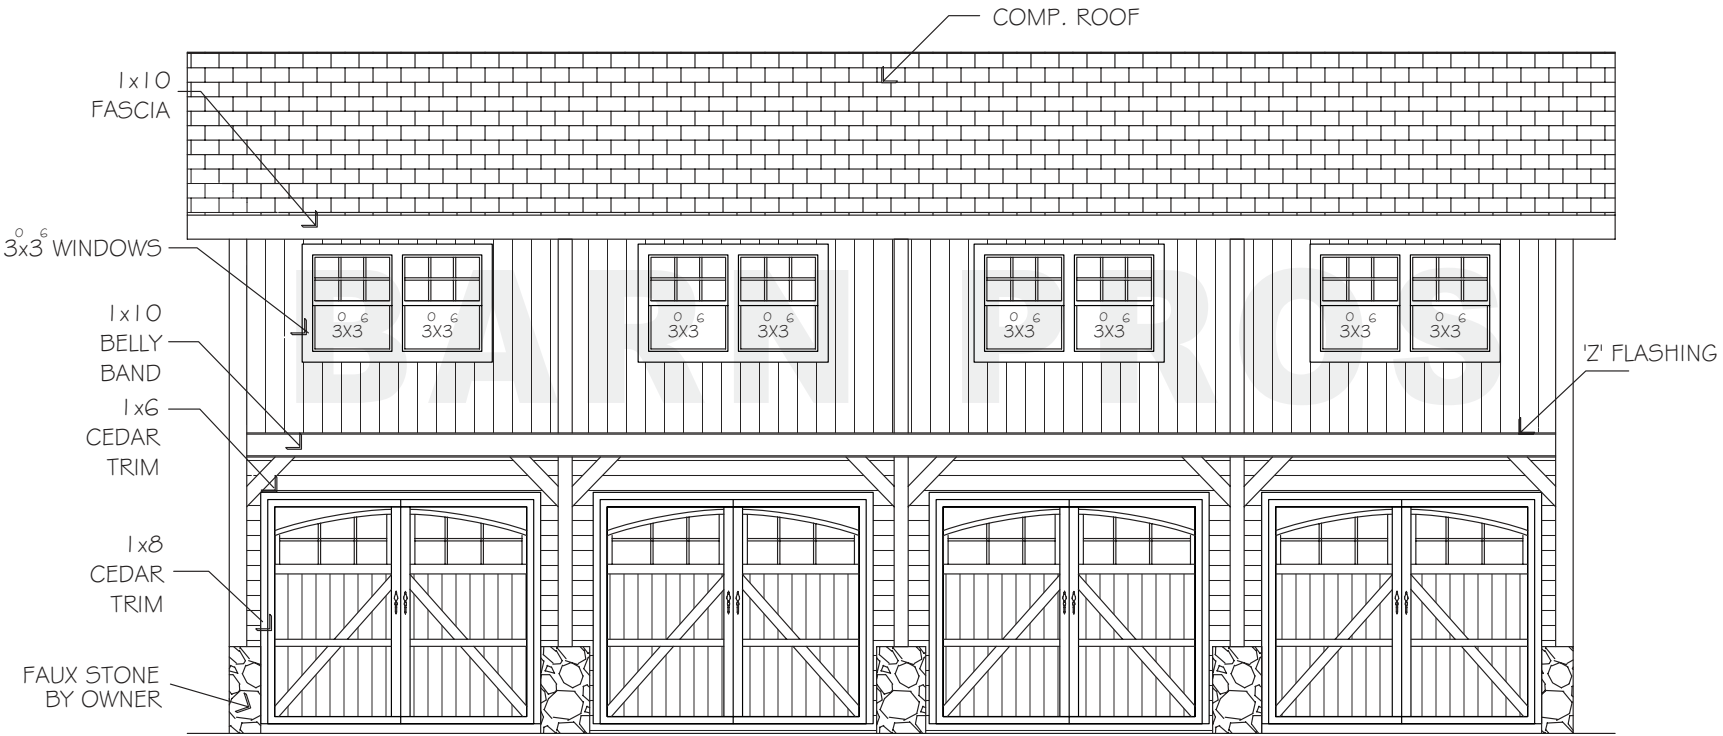 COMP. ROOF
1x10
FASCIA
3⁰x3⁶ WINDOWS
1x10
BELLY
BAND
1x6
CEDAR
TRIM
1x8
CEDAR
TRIM
FAUX STONE
BY OWNER
'Z' FLASHING
3⁰X3⁶
3⁰X3⁶
3⁰X3⁶
3⁰X3⁶
3⁰X3⁶
3⁰X3⁶
3⁰X3⁶
3⁰X3⁶
BARN PROS